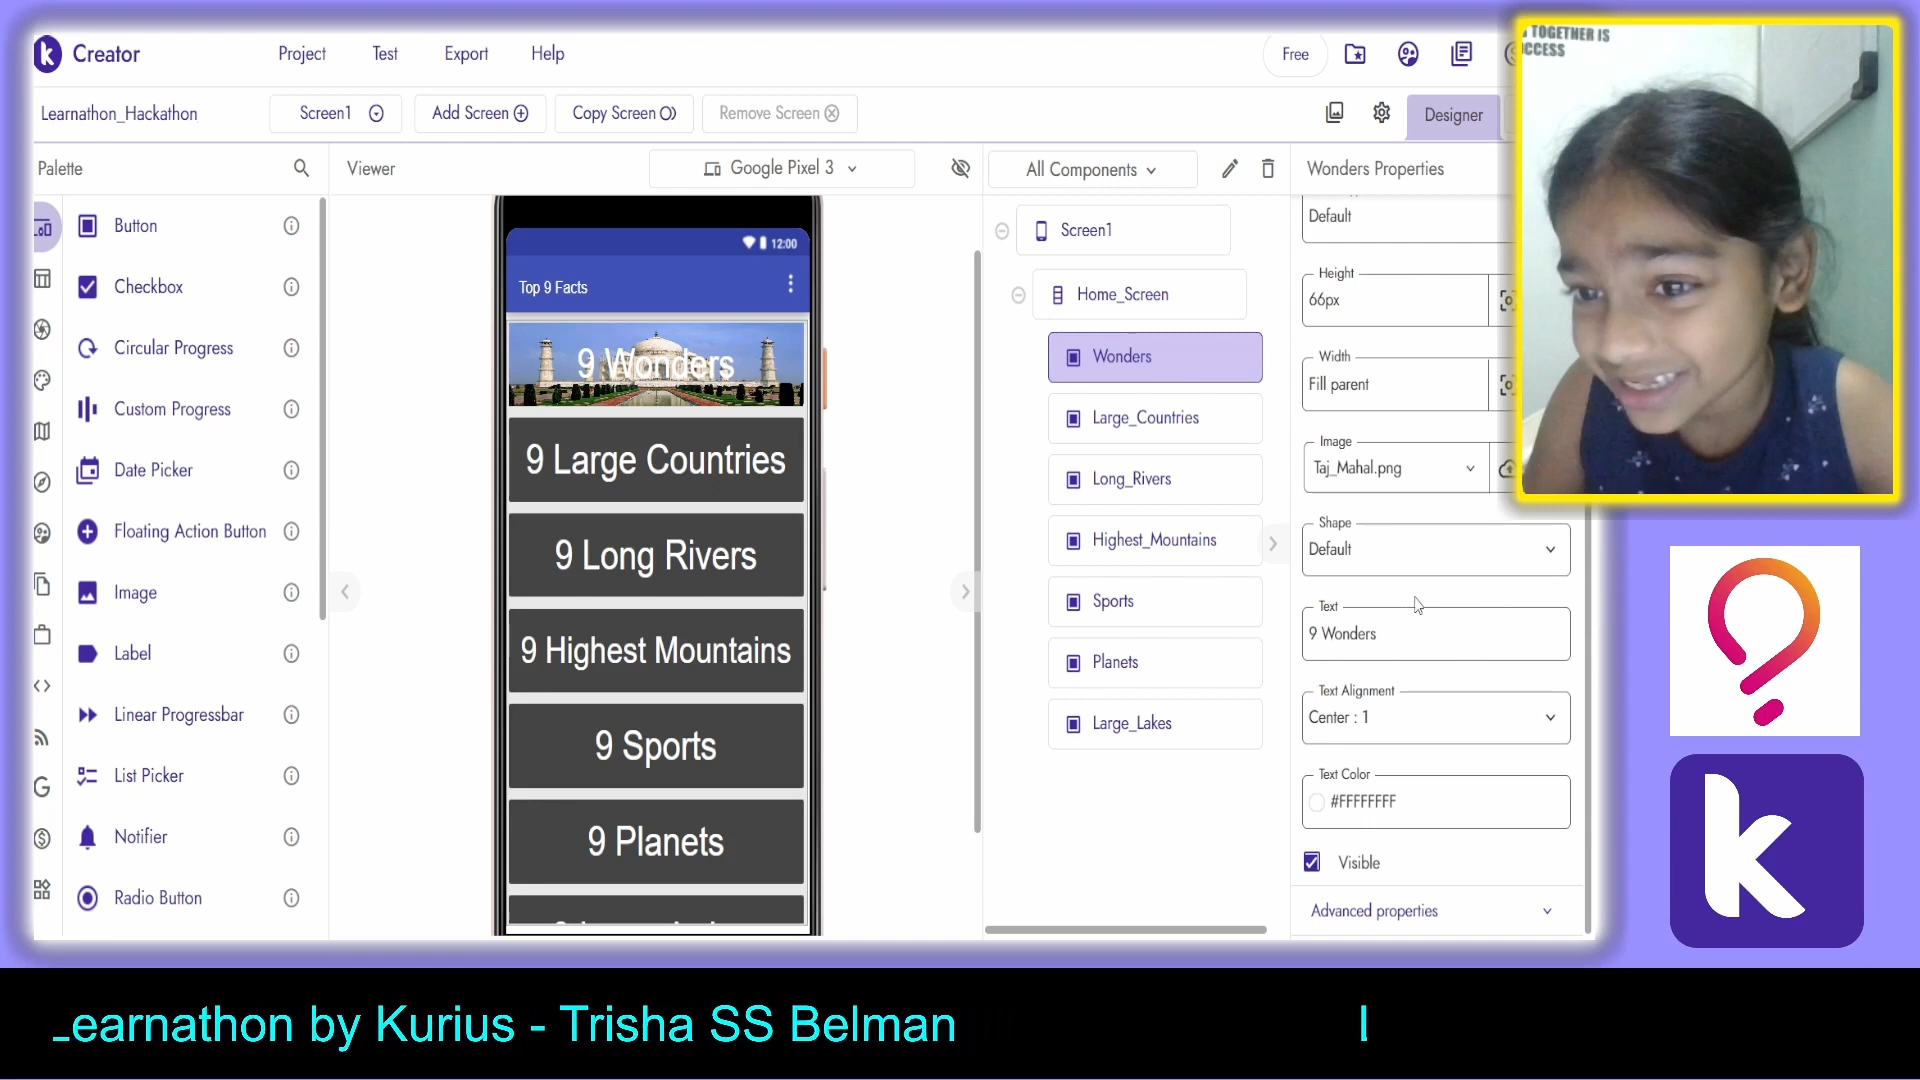 Creator
Project
Test
Export
Help
Free
Learnathon_Hackathon
Screen1
Add Screen
Copy Screen
Remove Screen
Designer
Palette
Viewer
Google Pixel 3
All Components
Wonders Properties
Button
Checkbox
Circular Progress
Custom Progress
Date Picker
Floating Action Button
Image
Label
Linear Progressbar
List Picker
Notifier
Radio Button
12:00
Top 9 Facts
9 Wonders
9 Large Countries
9 Long Rivers
9 Highest Mountains
9 Sports
9 Planets
Screen1
Home_Screen
Wonders
Large_Countries
Long_Rivers
Highest_Mountains
Sports
Planets
Large_Lakes
Default
Height
66px
Width
Fill parent
Image
Taj_Mahal.png
Shape
Default
Text
9 Wonders
Text Alignment
Center : 1
Text Color
#FFFFFFFF
Visible
Advanced properties
TOGETHER IS
earnathon by Kurius - Trisha SS Belman